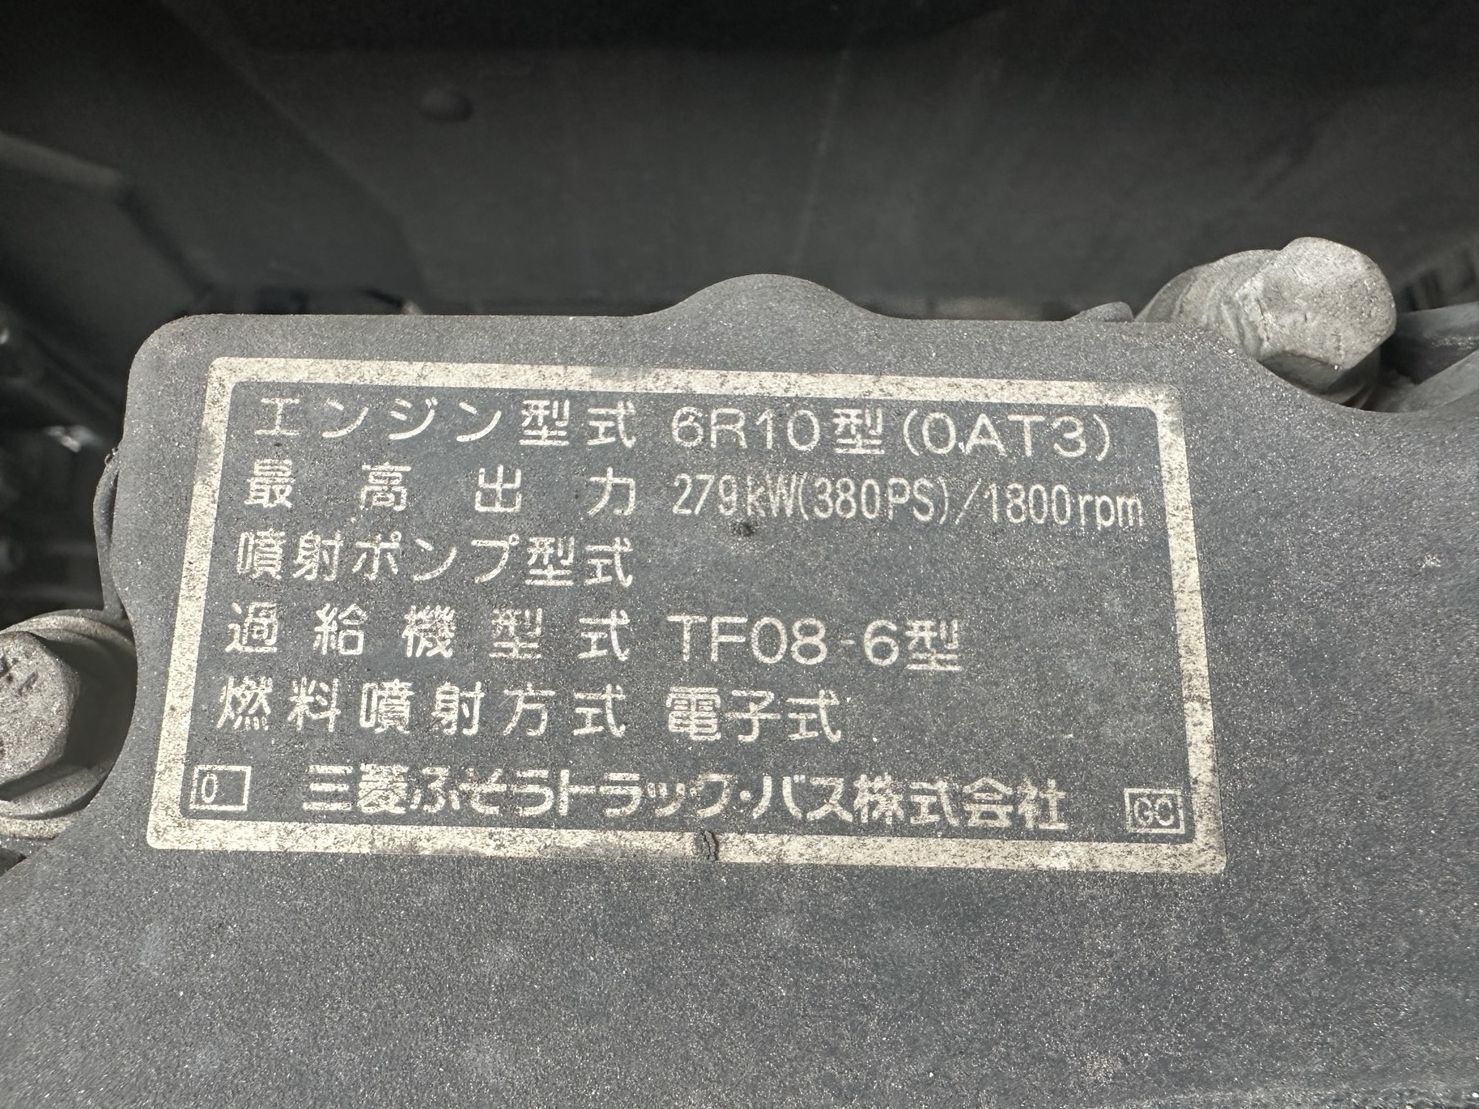 エンジン型式 6R10型(0AT3)
最高出力 279kW(380PS)/1800rpm
噴射ポンプ型式
過給機型式 TF08-6型
燃料噴射方式 電子式
0 三菱ふそうトラック・バス株式会社 GC